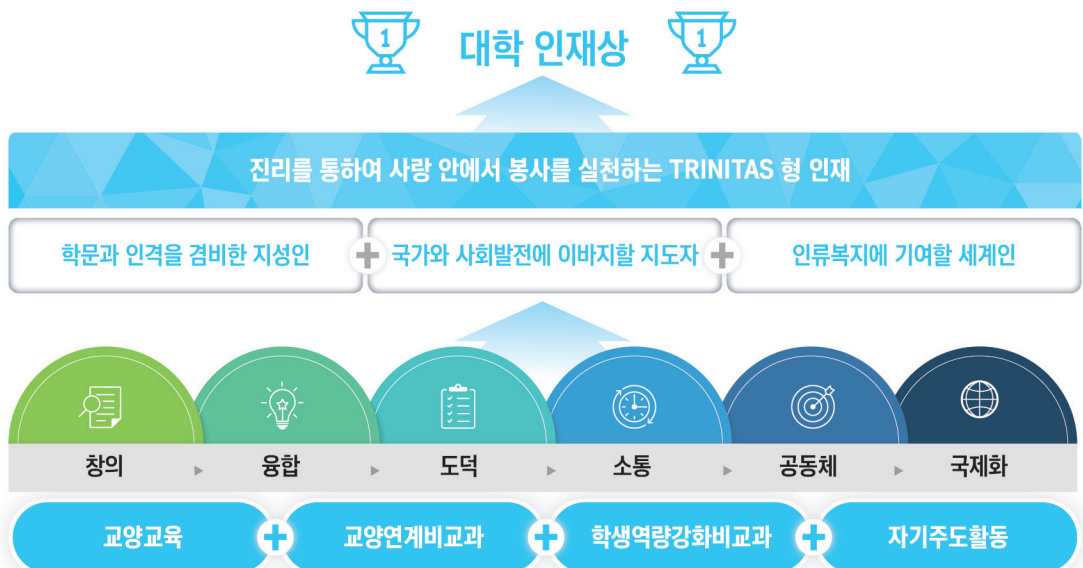 1 대학 인재상 1
진리를 통하여 사랑 안에서 봉사를 실천하는 TRINITAS 형 인재
학문과 인격을 겸비한 지성인 + 국가와 사회발전에 이바지할 지도자 + 인류복지에 기여할 세계인
창의 ▶ 융합 ▶ 도덕 ▶ 소통 ▶ 공동체 ▶ 국제화
교양교육 + 교양연계비교과 + 학생역량강화비교과 + 자기주도활동